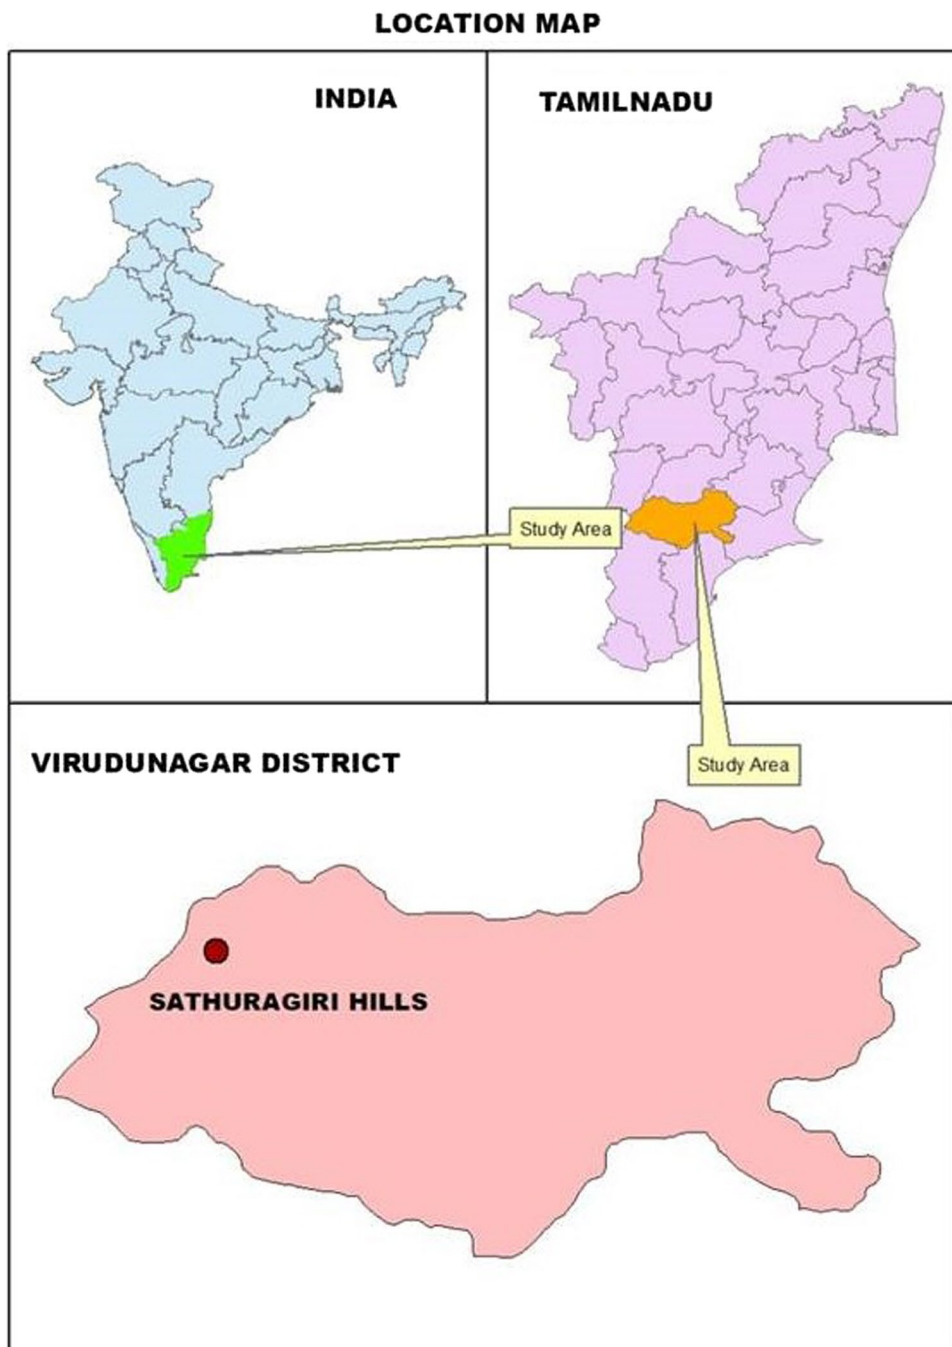 LOCATION MAP
INDIA
TAMILNADU
Study Area
Study Area
VIRUDUNAGAR DISTRICT
SATHURAGIRI HILLS